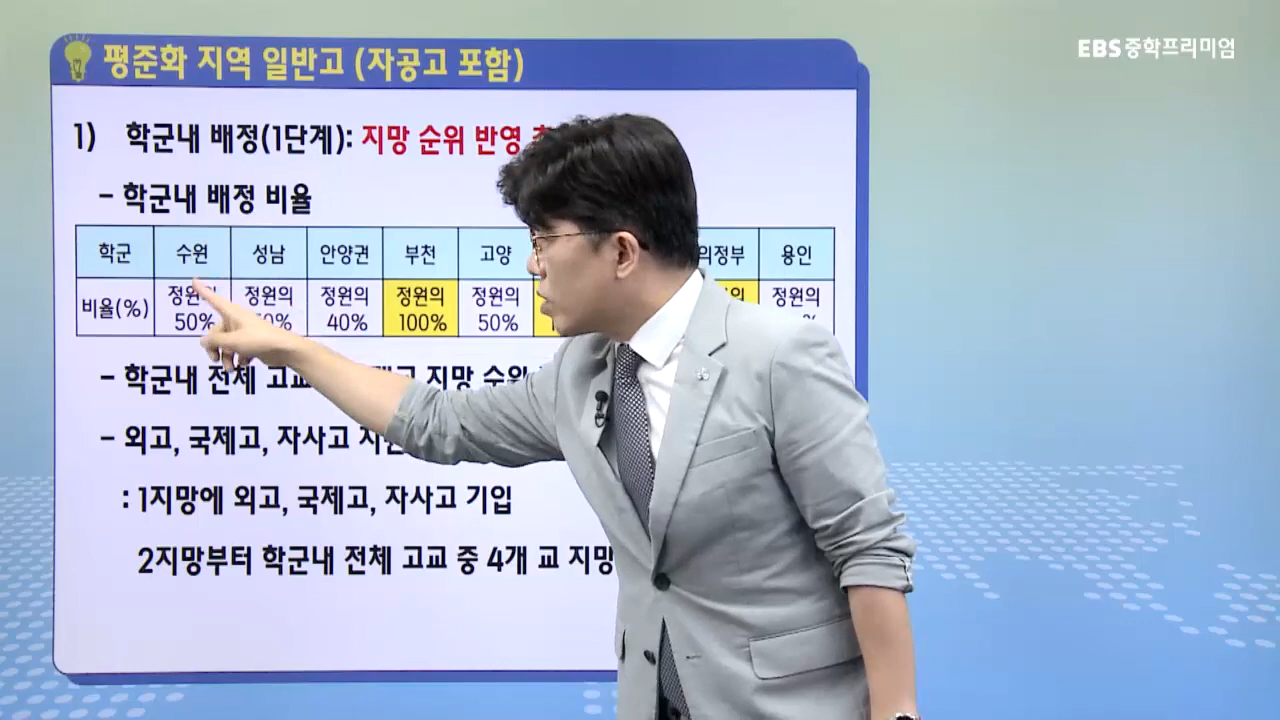 평준화 지역 일반고 (자공고 포함)
EBS 중학프리미엄
1) 학군내 배정(1단계): 지망 순위 반영
- 학군내 배정 비율
학군 수원 성남 안양권 부천 고양 의정부 용인
비율(%) 정원의 50% 정원의 정원의 40% 정원의 100% 정원의 50% 정원의
- 학군내 전체 지망
- 외고, 국제고, 자사고
: 1지망에 외고, 국제고, 자사고 기입
2지망부터 학군내 전체 고교 중 4개 교 지망